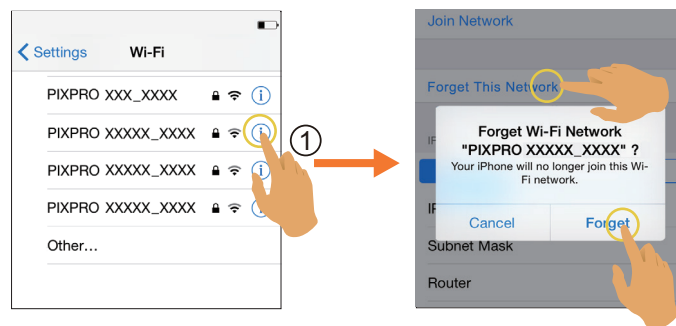 Settings
Wi-Fi
PIXPRO XXX_XXXX
PIXPRO XXXXX_XXXX
PIXPRO XXXXX_XXXX
PIXPRO XXXXX_XXXX
Other...
①
Join Network
Forget This Network
Forget Wi-Fi Network
"PIXPRO XXXXX_XXXX" ?
Your iPhone will no longer join this Wi-
Fi network.
Cancel Forget
Subnet Mask
Router